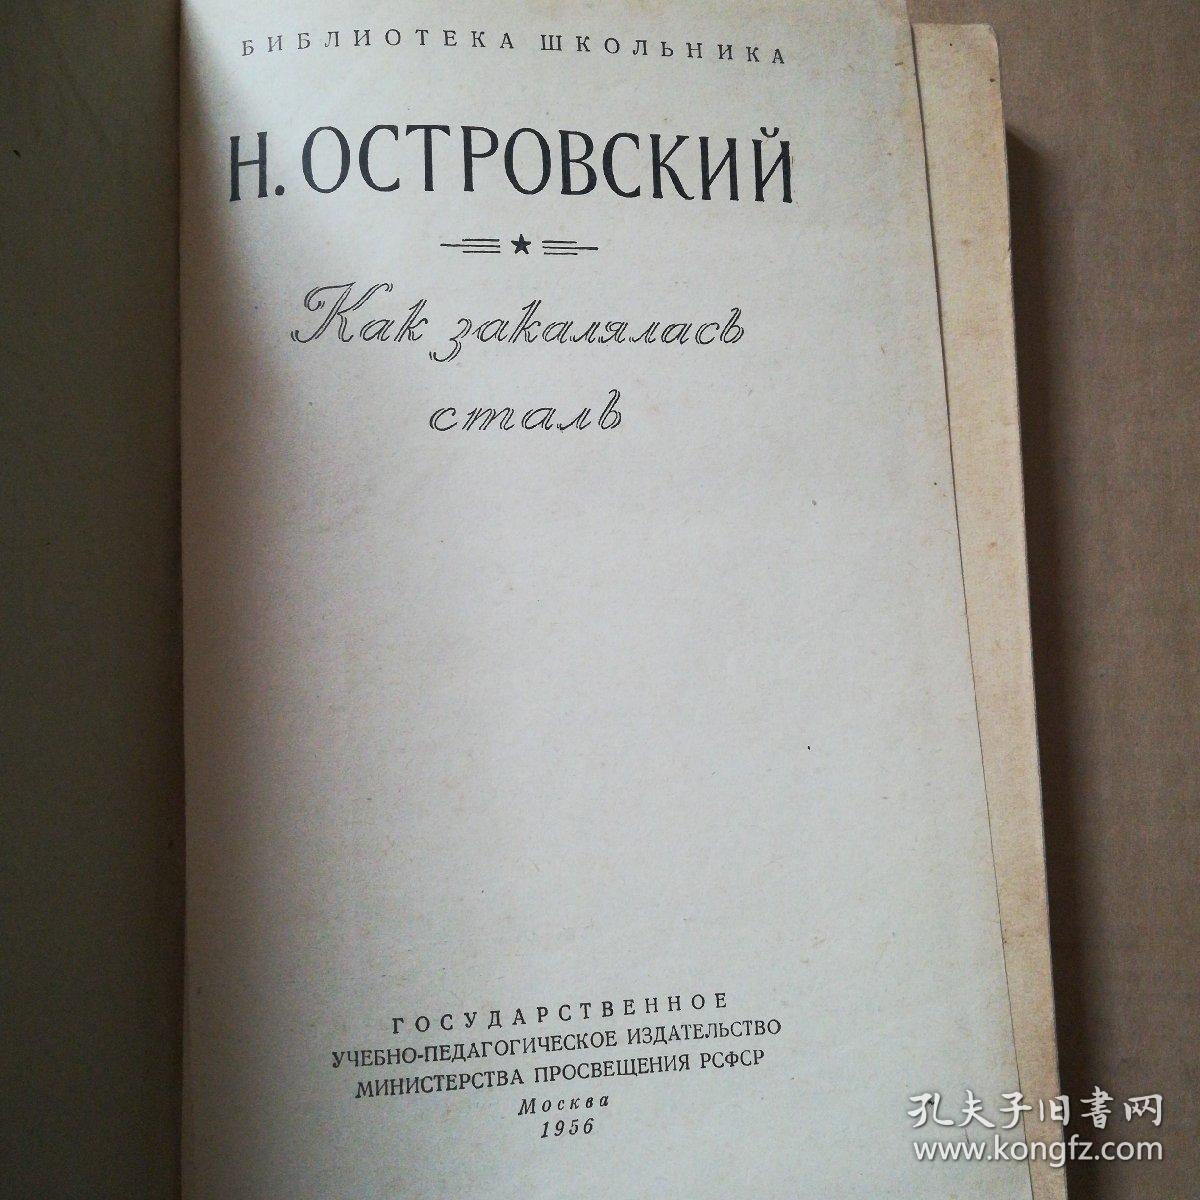 БИБЛИОТЕКА ШКОЛЬНИКА
Н. ОСТРОВСКИЙ
Как закалялась
сталь
ГОСУДАРСТВЕННОЕ
УЧЕБНО-ПЕДАГОГИЧЕСКОЕ ИЗДАТЕЛЬСТВО
МИНИСТЕРСТВА ПРОСВЕЩЕНИЯ РСФСР
Москва
1956
孔夫子旧書网
www.kongfz.com